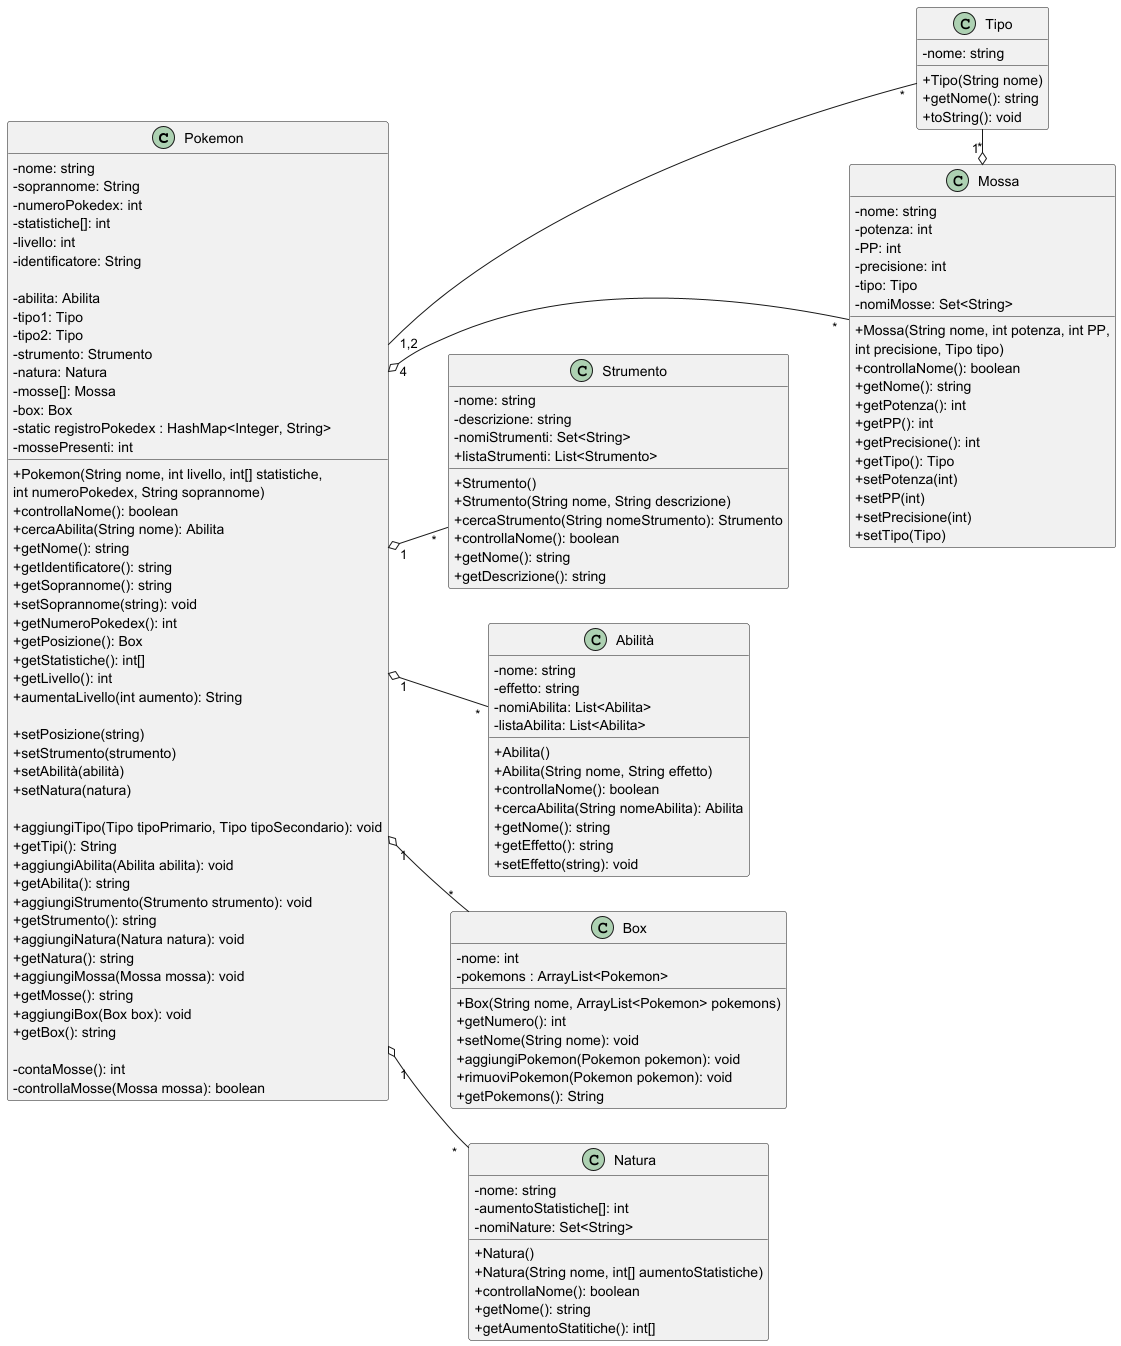 C Tipo
-nome: string
+Tipo(String nome)
+getNome(): string
+toString(): void
*
1
*
C Pokemon
-nome: string
-soprannome: String
-numeroPokedex: int
-statistiche[]: int
-livello: int
-identificatore: String
-abilita: Abilita
-tipo1: Tipo
-tipo2: Tipo
-strumento: Strumento
-natura: Natura
-mosse[]: Mossa
-box: Box
-static registroPokedex : HashMap<Integer, String>
-mossePresenti: int
+Pokemon(String nome, int livello, int[] statistiche,
int numeroPokedex, String soprannome)
+controllaNome(): boolean
+cercaAbilita(String nome): Abilita
+getNome(): string
+getIdentificatore(): string
+getSoprannome(): string
+setSoprannome(string): void
+getNumeroPokedex(): int
+getPosizione(): Box
+getStatistiche(): int[]
+getLivello(): int
+aumentaLivello(int aumento): String
+setPosizione(string)
+setStrumento(strumento)
+setAbilità(abilità)
+setNatura(natura)
+aggiungiTipo(Tipo tipoPrimario, Tipo tipoSecondario): void
+getTipi(): String
+aggiungiAbilita(Abilita abilita): void
+getAbilita(): string
+aggiungiStrumento(Strumento strumento): void
+getStrumento(): string
+aggiungiNatura(Natura natura): void
+getNatura(): string
+aggiungiMossa(Mossa mossa): void
+getMosse(): string
+aggiungiBox(Box box): void
+getBox(): string
-contaMosse(): int
-controllaMosse(Mossa mossa): boolean
C Mossa
-nome: string
-potenza: int
-PP: int
-precisione: int
-tipo: Tipo
-nomiMosse: Set<String>
+Mossa(String nome, int potenza, int PP,
int precisione, Tipo tipo)
+controllaNome(): boolean
+getNome(): string
+getPotenza(): int
+getPP(): int
+getPrecisione(): int
+getTipo(): Tipo
+setPotenza(int)
+setPP(int)
+setPrecisione(int)
+setTipo(Tipo)
1,2
*
4
C Strumento
-nome: string
-descrizione: string
-nomiStrumenti: Set<String>
+listaStrumenti: List<Strumento>
+Strumento()
+Strumento(String nome, String descrizione)
+cercaStrumento(String nomeStrumento): Strumento
+controllaNome(): boolean
+getNome(): string
+getDescrizione(): string
1
*
C Abilità
-nome: string
-effetto: string
-nomiAbilita: List<Abilita>
-listaAbilita: List<Abilita>
+Abilita()
+Abilita(String nome, String effetto)
+controllaNome(): boolean
+cercaAbilita(String nomeAbilita): Abilita
+getNome(): string
+getEffetto(): string
+setEffetto(string): void
1
*
C Box
-nome: int
-pokemons : ArrayList<Pokemon>
+Box(String nome, ArrayList<Pokemon> pokemons)
+getNumero(): int
+setNome(String nome): void
+aggiungiPokemon(Pokemon pokemon): void
+rimuoviPokemon(Pokemon pokemon): void
+getPokemons(): String
1
*
C Natura
-nome: string
-aumentoStatistiche[]: int
-nomiNature: Set<String>
+Natura()
+Natura(String nome, int[] aumentoStatistiche)
+controllaNome(): boolean
+getNome(): string
+getAumentoStatitiche(): int[]
1
*